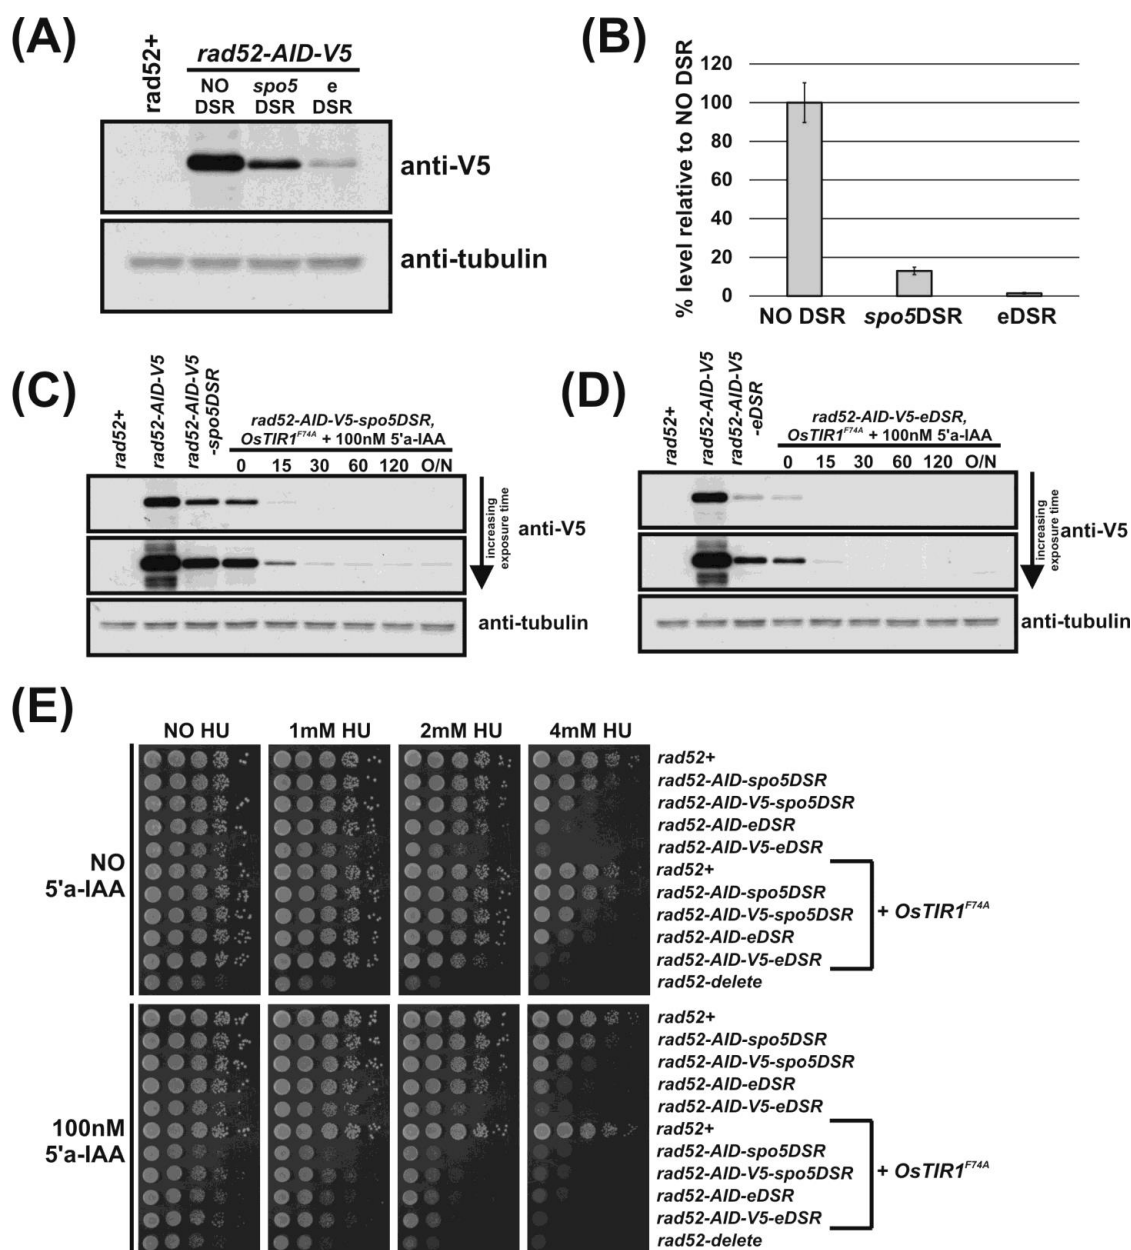 (A)
rad52+
rad52-AID-V5
NO DSR
spo5 DSR
e DSR
anti-V5
anti-tubulin
(B)
% level relative to NO DSR
120
100
80
60
40
20
0
NO DSR
spo5DSR
eDSR
(C)
rad52+
rad52-AID-V5
rad52-AID-V5
-spo5DSR
rad52-AID-V5-spo5DSR,
OsTIR1F74A + 100nM 5'a-IAA
0 15 30 60 120 O/N
increasing
exposure time
anti-V5
anti-tubulin
(D)
rad52+
rad52-AID-V5
rad52-AID-V5
-eDSR
rad52-AID-V5-eDSR,
OsTIR1F74A + 100nM 5'a-IAA
0 15 30 60 120 O/N
increasing
exposure time
anti-V5
anti-tubulin
(E)
NO HU 1mM HU 2mM HU 4mM HU
NO
5'a-IAA
rad52+
rad52-AID-spo5DSR
rad52-AID-V5-spo5DSR
rad52-AID-eDSR
rad52-AID-V5-eDSR
rad52+
rad52-AID-spo5DSR
rad52-AID-V5-spo5DSR
rad52-AID-eDSR
rad52-AID-V5-eDSR
rad52-delete
+ OsTIR1F74A
100nM
5'a-IAA
rad52+
rad52-AID-spo5DSR
rad52-AID-V5-spo5DSR
rad52-AID-eDSR
rad52-AID-V5-eDSR
rad52+
rad52-AID-spo5DSR
rad52-AID-V5-spo5DSR
rad52-AID-eDSR
rad52-AID-V5-eDSR
rad52-delete
+ OsTIR1F74A